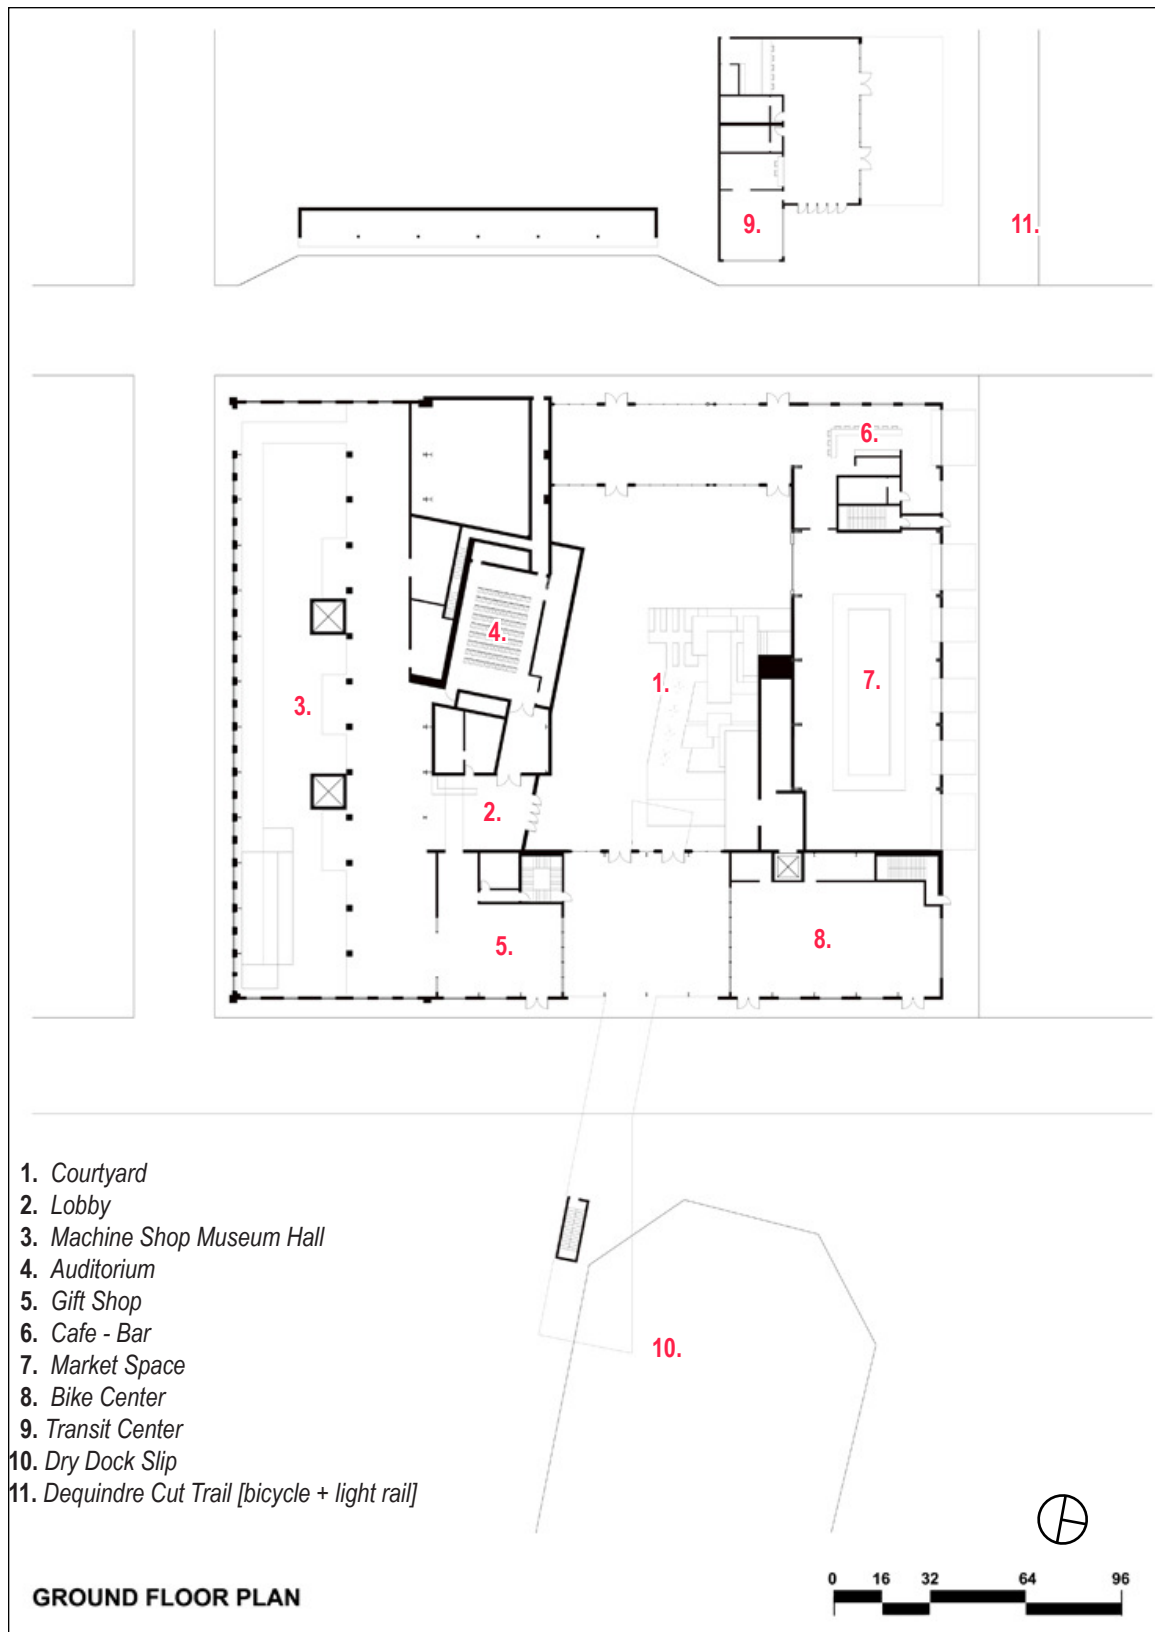 9.
11.
6.
4.
1.
7.
3.
2.
5.
8.
10.
1. Courtyard
2. Lobby
3. Machine Shop Museum Hall
4. Auditorium
5. Gift Shop
6. Cafe - Bar
7. Market Space
8. Bike Center
9. Transit Center
10. Dry Dock Slip
11. Dequindre Cut Trail [bicycle + light rail]
GROUND FLOOR PLAN
0 16 32 64 96